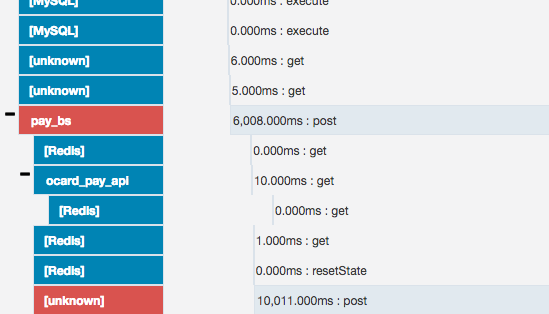 [MySQL] 0.000ms : execute
[MySQL] 0.000ms : execute
[unknown] 6.000ms : get
[unknown] 5.000ms : get
pay_bs 6,008.000ms : post
[Redis] 0.000ms : get
ocard_pay_api 10.000ms : get
[Redis] 0.000ms : get
[Redis] 1.000ms : get
[Redis] 0.000ms : resetState
[unknown] 10,011.000ms : post